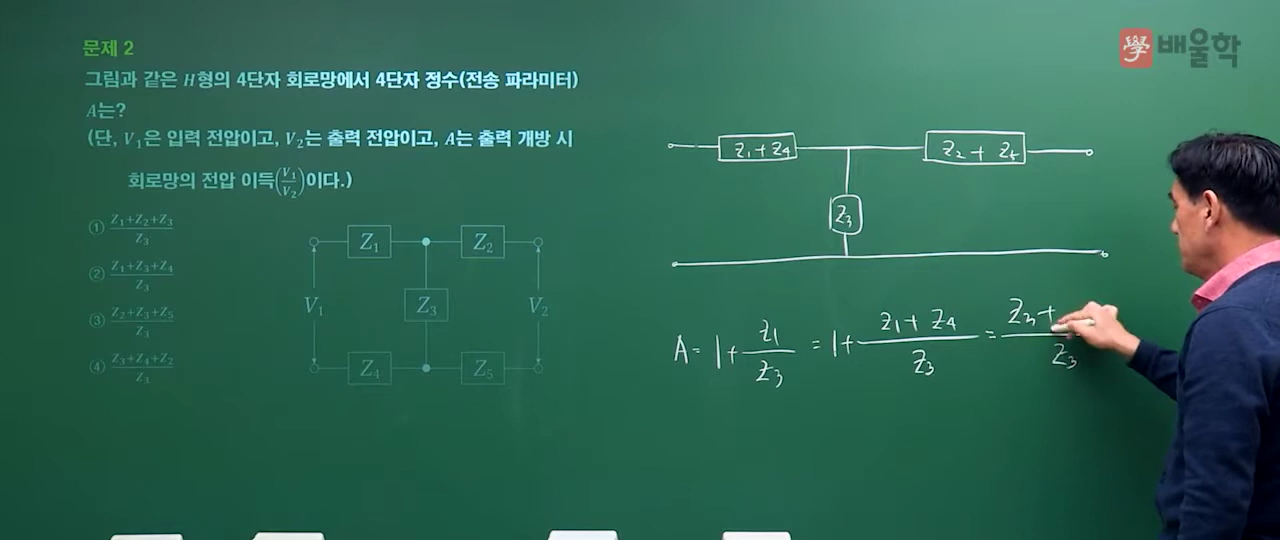 學 배울학
문제 2
그림과 같은 H형의 4단자 회로망에서 4단자 정수(전송 파라미터)
A는?
(단, V₁은 입력 전압이고, V₂는 출력 전압이고, A는 출력 개방 시
회로망의 전압 이득(V₁/V₂)이다.)
① Z₁+Z₂+Z₃/Z₃
② Z₁+Z₃+Z₄/Z₃
③ Z₂+Z₃+Z₅/Z₃
④ Z₃+Z₄+Z₂/Z₃
Z₁ Z₂
V₁ Z₃ V₂
Z₄ Z₅
Z₁+Z₄ Z₂+Z₅
Z₃
A = 1+ Z₁/Z₃ = 1+ Z₁+Z₄/Z₃ = Z₃+/Z₃